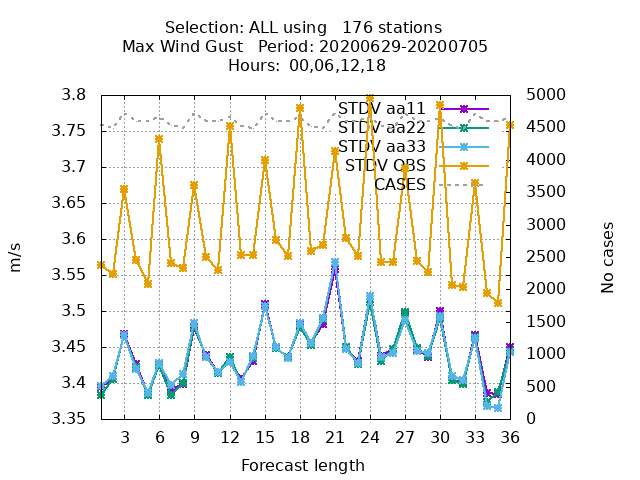 Selection: ALL using   176 stations
Max Wind Gust   Period: 20200629-20200705
Hours:  00,06,12,18
3.8
3.75
3.7
3.65
3.6
3.55
3.5
3.45
3.4
3.35
m/s
STDV aa11
STDV aa22
STDV aa33
STDV OBS
CASES
5000
4500
4000
3500
3000
2500
2000
1500
1000
500
0
No cases
3 6 9 12 15 18 21 24 27 30 33 36
Forecast length